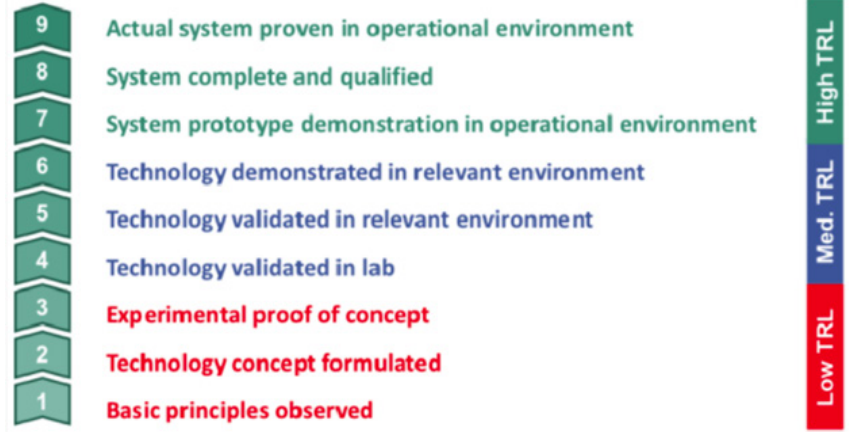 9 Actual system proven in operational environment
8 System complete and qualified
7 System prototype demonstration in operational environment
6 Technology demonstrated in relevant environment
5 Technology validated in relevant environment
4 Technology validated in lab
3 Experimental proof of concept
2 Technology concept formulated
1 Basic principles observed
High TRL
Med. TRL
Low TRL